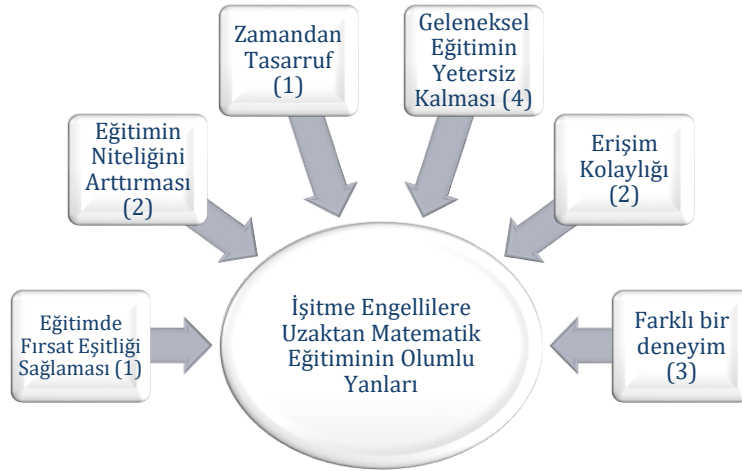 Zamandan
Tasarruf
(1)
Geleneksel
Eğitimin
Yetersiz
Kalması (4)
Eğitimin
Niteliğini
Arttırması
(2)
Erişim
Kolaylığı
(2)
Eğitimde
Fırsat Eşitliği
Sağlaması (1)
İşitme Engellilere
Uzaktan Matematik
Eğitiminin Olumlu
Yanları
Farklı bir
deneyim
(3)